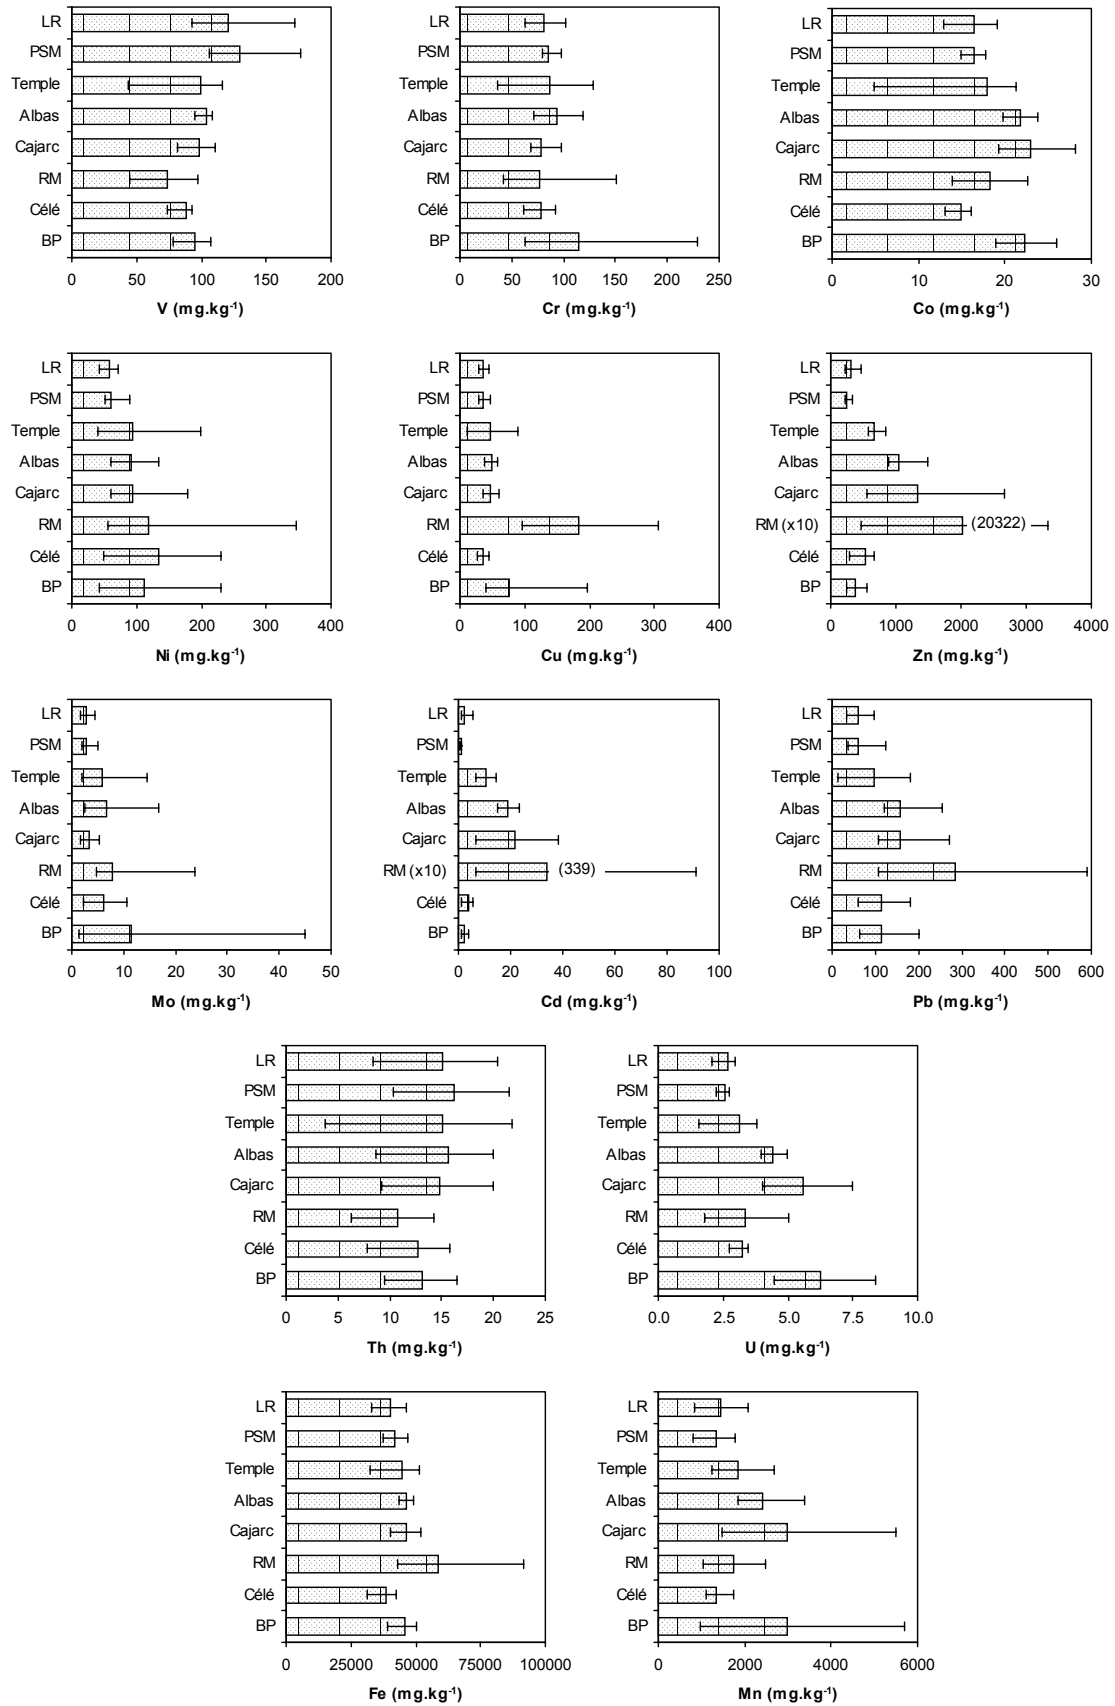 LR
PSM
Temple
Albas
Cajarc
RM
Célé
BP
0 50 100 150 200
V (mg.kg-1)
LR
PSM
Temple
Albas
Cajarc
RM
Célé
BP
0 50 100 150 200 250
Cr (mg.kg-1)
LR
PSM
Temple
Albas
Cajarc
RM
Célé
BP
0 10 20 30
Co (mg.kg-1)
LR
PSM
Temple
Albas
Cajarc
RM
Célé
BP
0 100 200 300 400
Ni (mg.kg-1)
LR
PSM
Temple
Albas
Cajarc
RM
Célé
BP
0 100 200 300 400
Cu (mg.kg-1)
LR
PSM
Temple
Albas
Cajarc
RM (x10) (20322)
Célé
BP
0 1000 2000 3000 4000
Zn (mg.kg-1)
LR
PSM
Temple
Albas
Cajarc
RM
Célé
BP
0 10 20 30 40 50
Mo (mg.kg-1)
LR
PSM
Temple
Albas
Cajarc
RM (x10) (339)
Célé
BP
0 20 40 60 80 100
Cd (mg.kg-1)
LR
PSM
Temple
Albas
Cajarc
RM
Célé
BP
0 100 200 300 400 500 600
Pb (mg.kg-1)
LR
PSM
Temple
Albas
Cajarc
RM
Célé
BP
0 5 10 15 20 25
Th (mg.kg-1)
LR
PSM
Temple
Albas
Cajarc
RM
Célé
BP
0.0 2.5 5.0 7.5 10.0
U (mg.kg-1)
LR
PSM
Temple
Albas
Cajarc
RM
Célé
BP
0 25000 50000 75000 100000
Fe (mg.kg-1)
LR
PSM
Temple
Albas
Cajarc
RM
Célé
BP
0 2000 4000 6000
Mn (mg.kg-1)